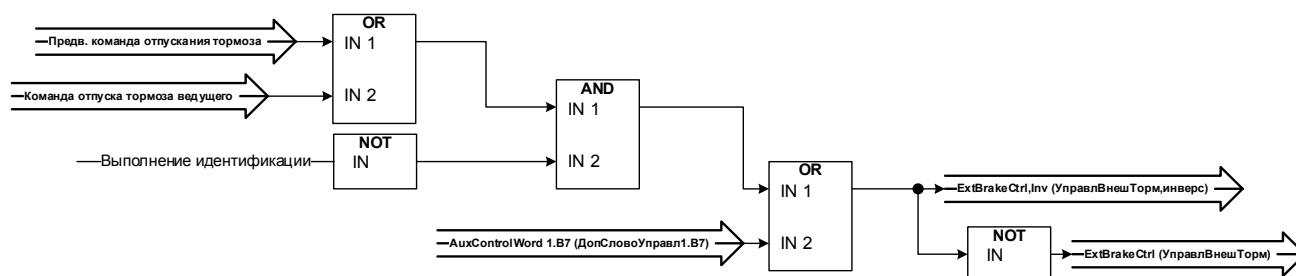 OR
Предв. команда отпускания тормоза
IN 1
Команда отпуска тормоза ведущего
IN 2
AND
IN 1
NOT
Выполнение идентификации
IN
IN 2
OR
IN 1
ExtBrakeCtrl,Inv (УправлВнешТорм,инверс)
AuxControlWord 1.B7 (ДопСловоУправл1.B7)
IN 2
NOT
IN
ExtBrakeCtrl (УправлВнешТорм)